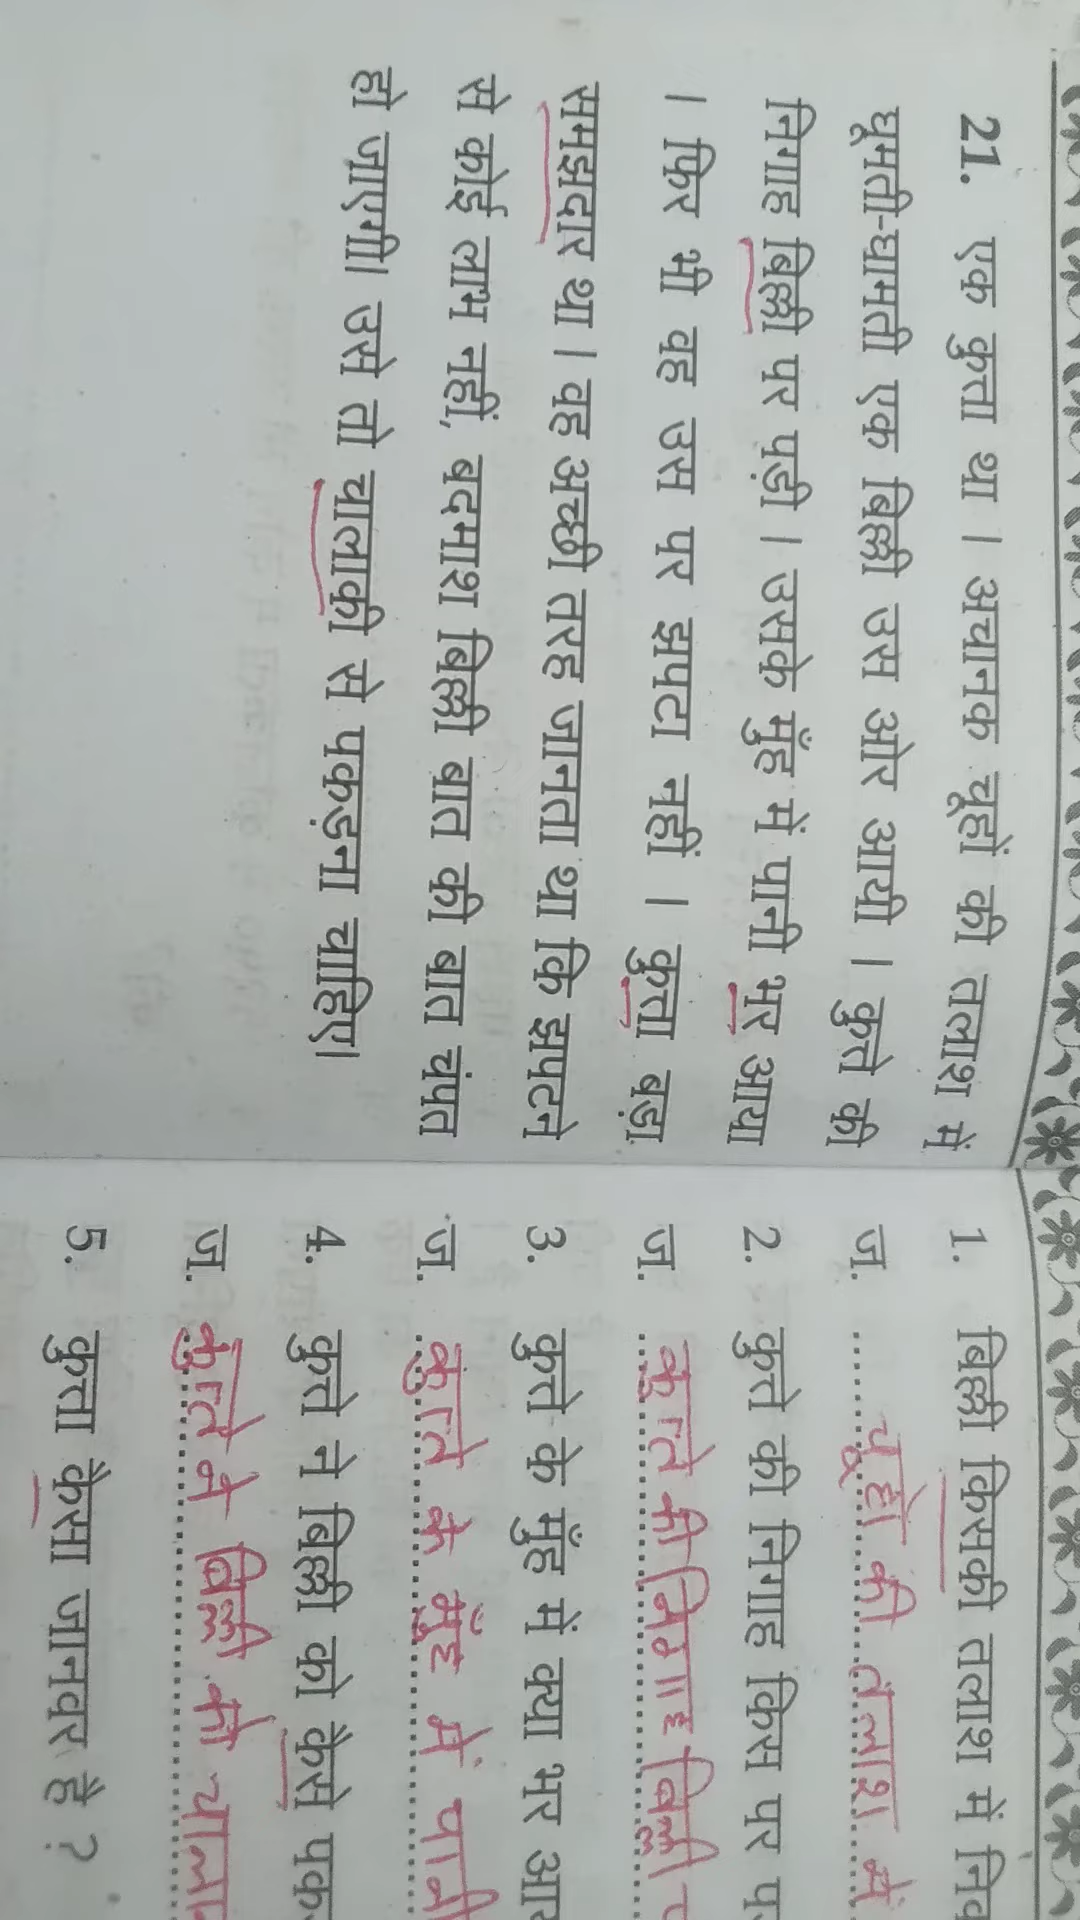 21. एक कुत्ता था । अचानक चूहों की तलाश में
घूमती-घामती एक बिल्ली उस ओर आयी । कुत्ते की
निगाह बिल्ली पर पड़ी । उसके मुँह में पानी भर आया
। फिर भी वह उस पर झपटा नहीं । कुत्ता बड़ा
समझदार था । वह अच्छी तरह जानता था कि झपटने
से कोई लाभ नहीं, बदमाश बिल्ली बात की बात चंपत
हो जाएगी। उसे तो चालाकी से पकड़ना चाहिए।
1. बिल्ली किसकी तलाश में
ज. चूहों की तलाश में
2. कुत्ते की निगाह किस पर
ज. कुत्ते की निगाह बिल्ली
3. कुत्ते के मुँह में क्या भर
ज. कुत्ते के मुँह में पानी
4. कुत्ते ने बिल्ली को कैसे
ज. कुत्ते ने बिल्ली को
5. कुत्ता कैसा जानवर है ?